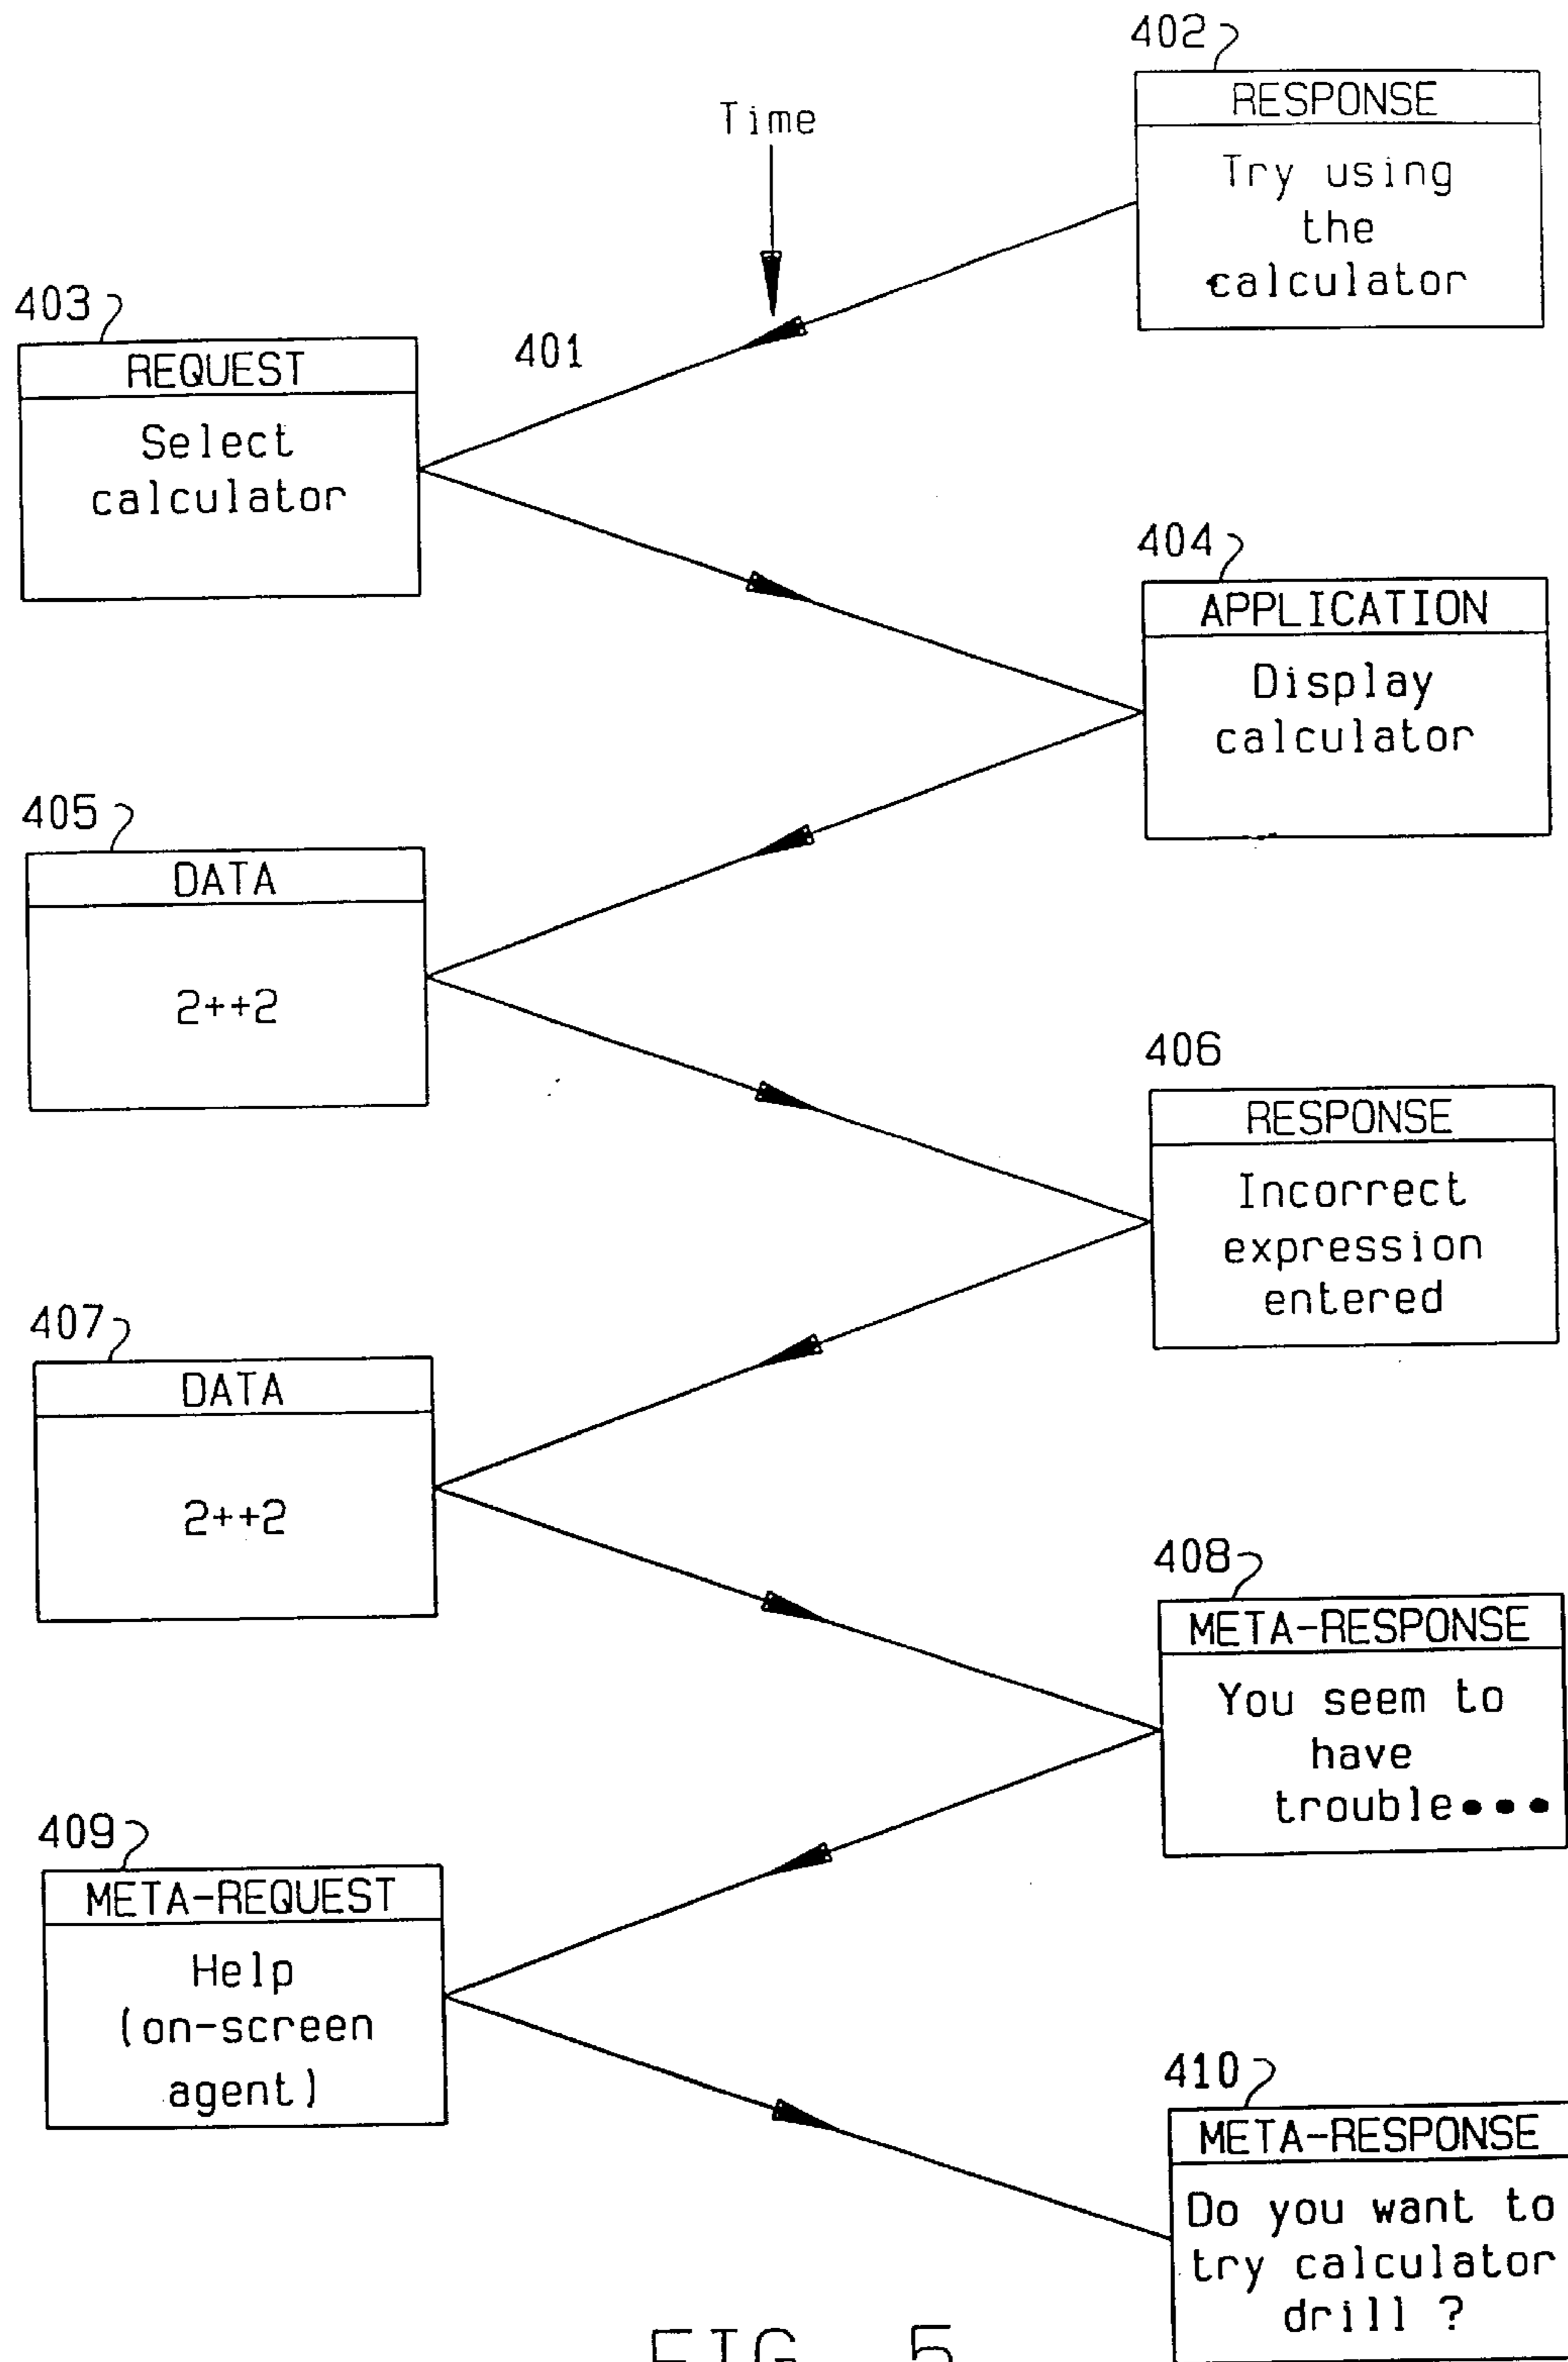 402
RESPONSE
Try using
the
calculator
Time
401
403
REQUEST
Select
calculator
404
APPLICATION
Display
calculator
405
DATA
2++2
406
RESPONSE
Incorrect
expression
entered
407
DATA
2++2
408
META-RESPONSE
You seem to
have
trouble•••
409
META-REQUEST
Help
(on-screen
agent)
410
META-RESPONSE
Do you want to
try calculator
drill ?
FIG. 5